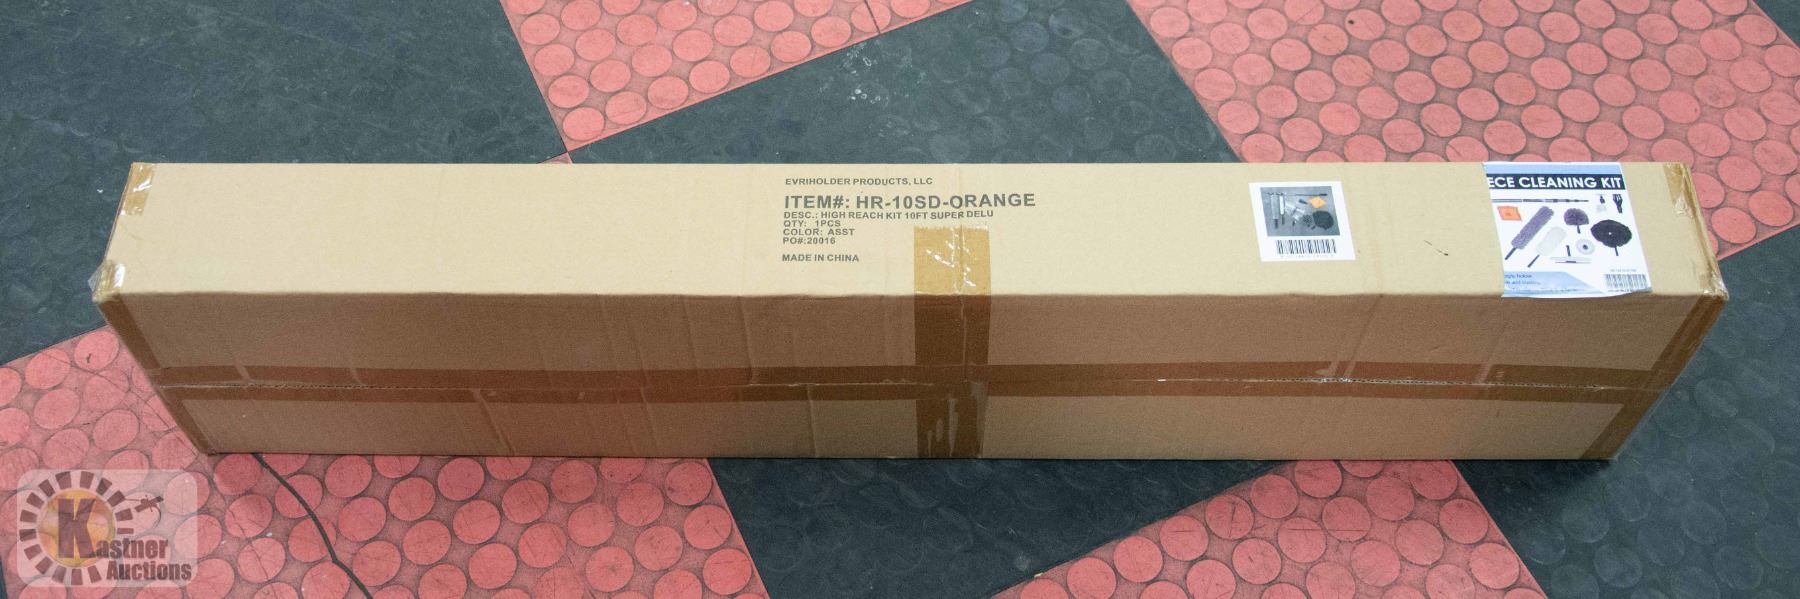 EVRIHOLDER PRODUCTS, LLC
ITEM#: HR-10SD-ORANGE
DESC.: HIGH REACH KIT 10FT SUPER DELU
QTY: 1PCS
COLOR: ASST
PO#:20016
MADE IN CHINA
ECE CLEANING KIT
Kastner
Auctions